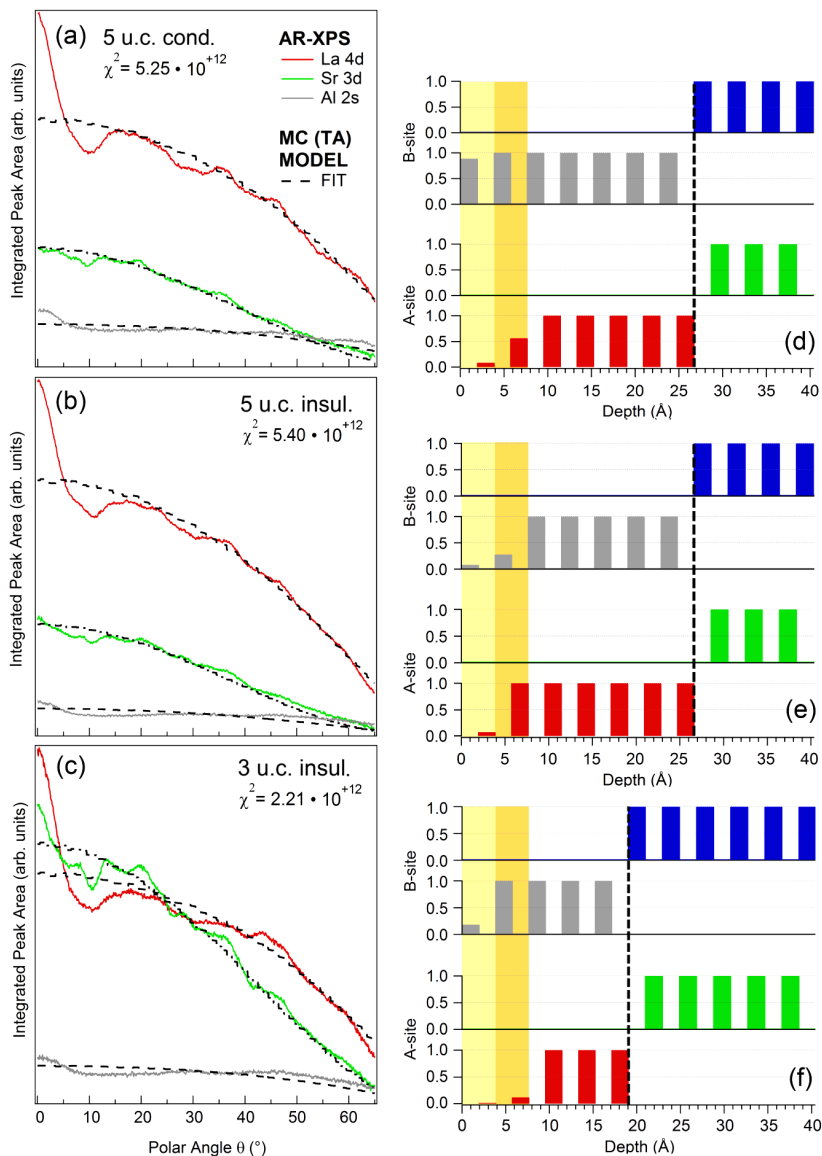 (a)
5 u.c. cond.
χ² = 5.25 • 10⁺¹²
AR-XPS
La 4d
Sr 3d
Al 2s
MC (TA)
MODEL
FIT
Integrated Peak Area (arb. units)
(b)
5 u.c. insul.
χ² = 5.40 • 10⁺¹²
Integrated Peak Area (arb. units)
(c)
3 u.c. insul.
χ² = 2.21 • 10⁺¹²
Integrated Peak Area (arb. units)
0 10 20 30 40 50 60
Polar Angle θ (°)
B-site
1.0
0.5
0.0
1.0
0.5
0.0
A-site
1.0
0.5
0.0
1.0
0.5
0.0
(d)
0 5 10 15 20 25 30 35 40
Depth (Å)
B-site
1.0
0.5
0.0
1.0
0.5
0.0
A-site
1.0
0.5
0.0
1.0
0.5
0.0
(e)
0 5 10 15 20 25 30 35 40
Depth (Å)
B-site
1.0
0.5
0.0
1.0
0.5
0.0
A-site
1.0
0.5
0.0
1.0
0.5
0.0
(f)
0 5 10 15 20 25 30 35 40
Depth (Å)